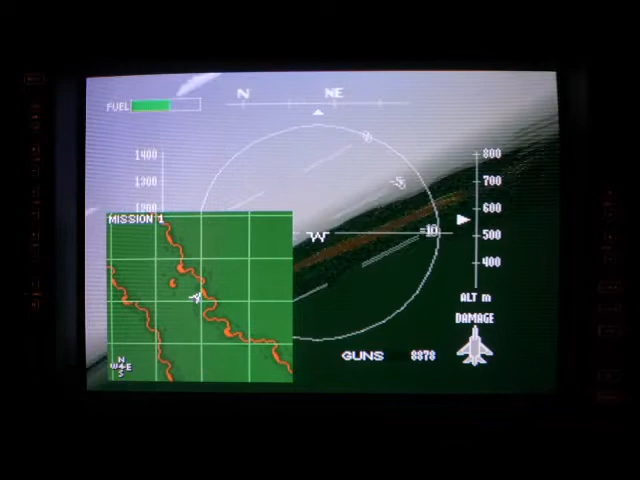 N NE
FUEL
1400 800
1300 700
1200 600
-5
MISSION 1
-10
500
400
ALT m
DAMAGE
GUNS 8878
N
W E
S